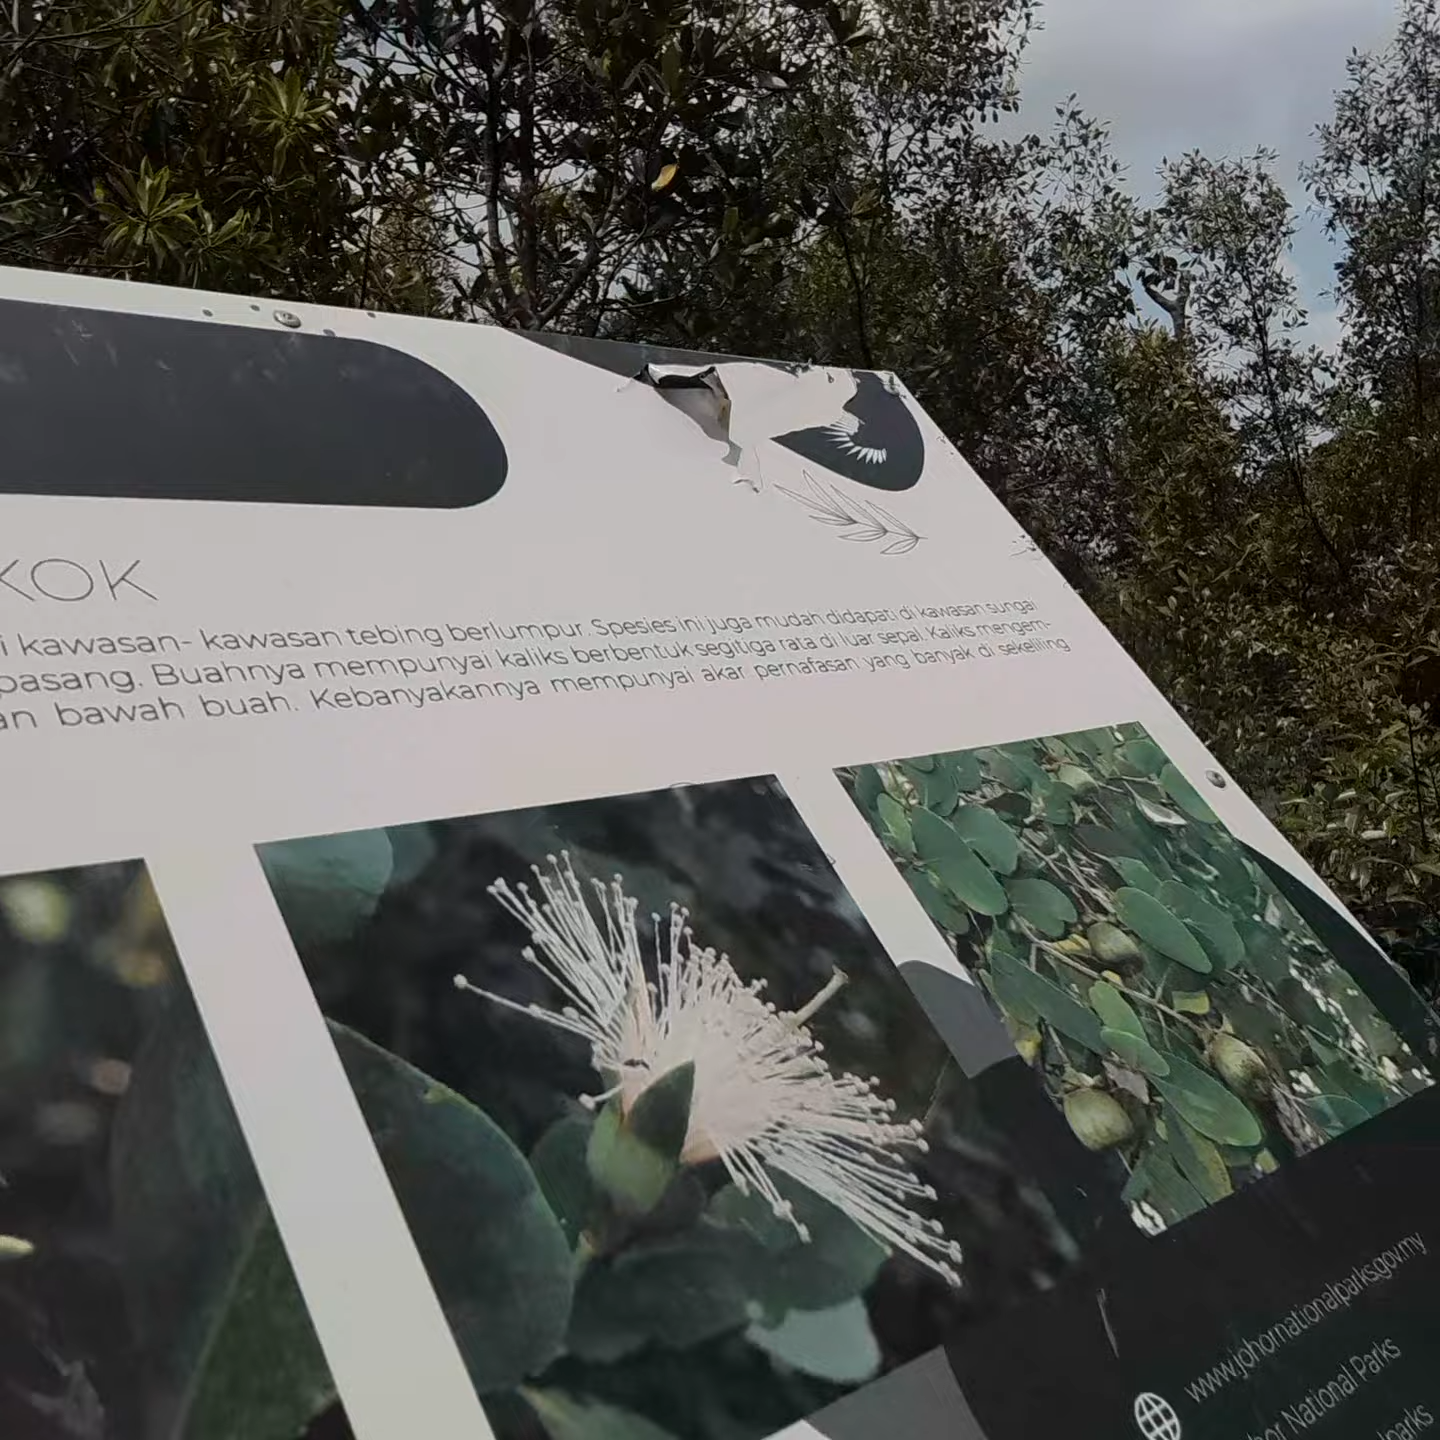 KOK
i kawasan- kawasan tebing berlumpur. Spesies ini juga mudah didapati di kawasan sungai
pasang. Buahnya mempunyai kaliks berbentuk segitiga rata di luar sepal. Kaliks mengem-
an bawah buah. Kebanyakannya mempunyai akar pernafasan yang banyak di sekeliling
www.johornationalparks.gov.my
or National Parks
lparks